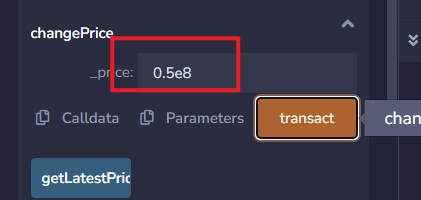 changePrice
_price: 0.5e8
Calldata Parameters transact chan
getLatestPric